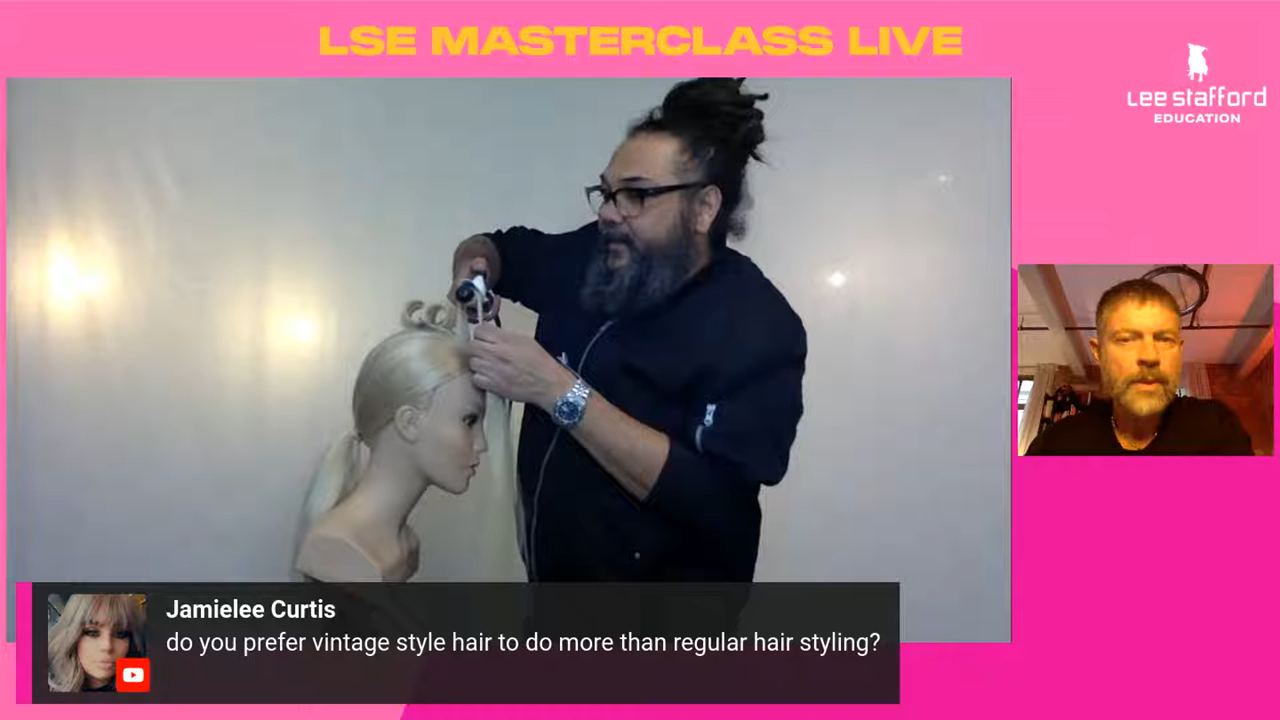 LSE MASTERCLASS LIVE
Lee stafford
EDUCATION
Jamielee Curtis
do you prefer vintage style hair to do more than regular hair styling?